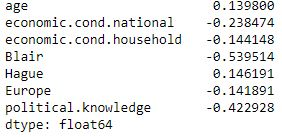 age 0.139800
economic.cond.national -0.238474
economic.cond.household -0.144148
Blair -0.539514
Hague 0.146191
Europe -0.141891
political.knowledge -0.422928
dtype: float64